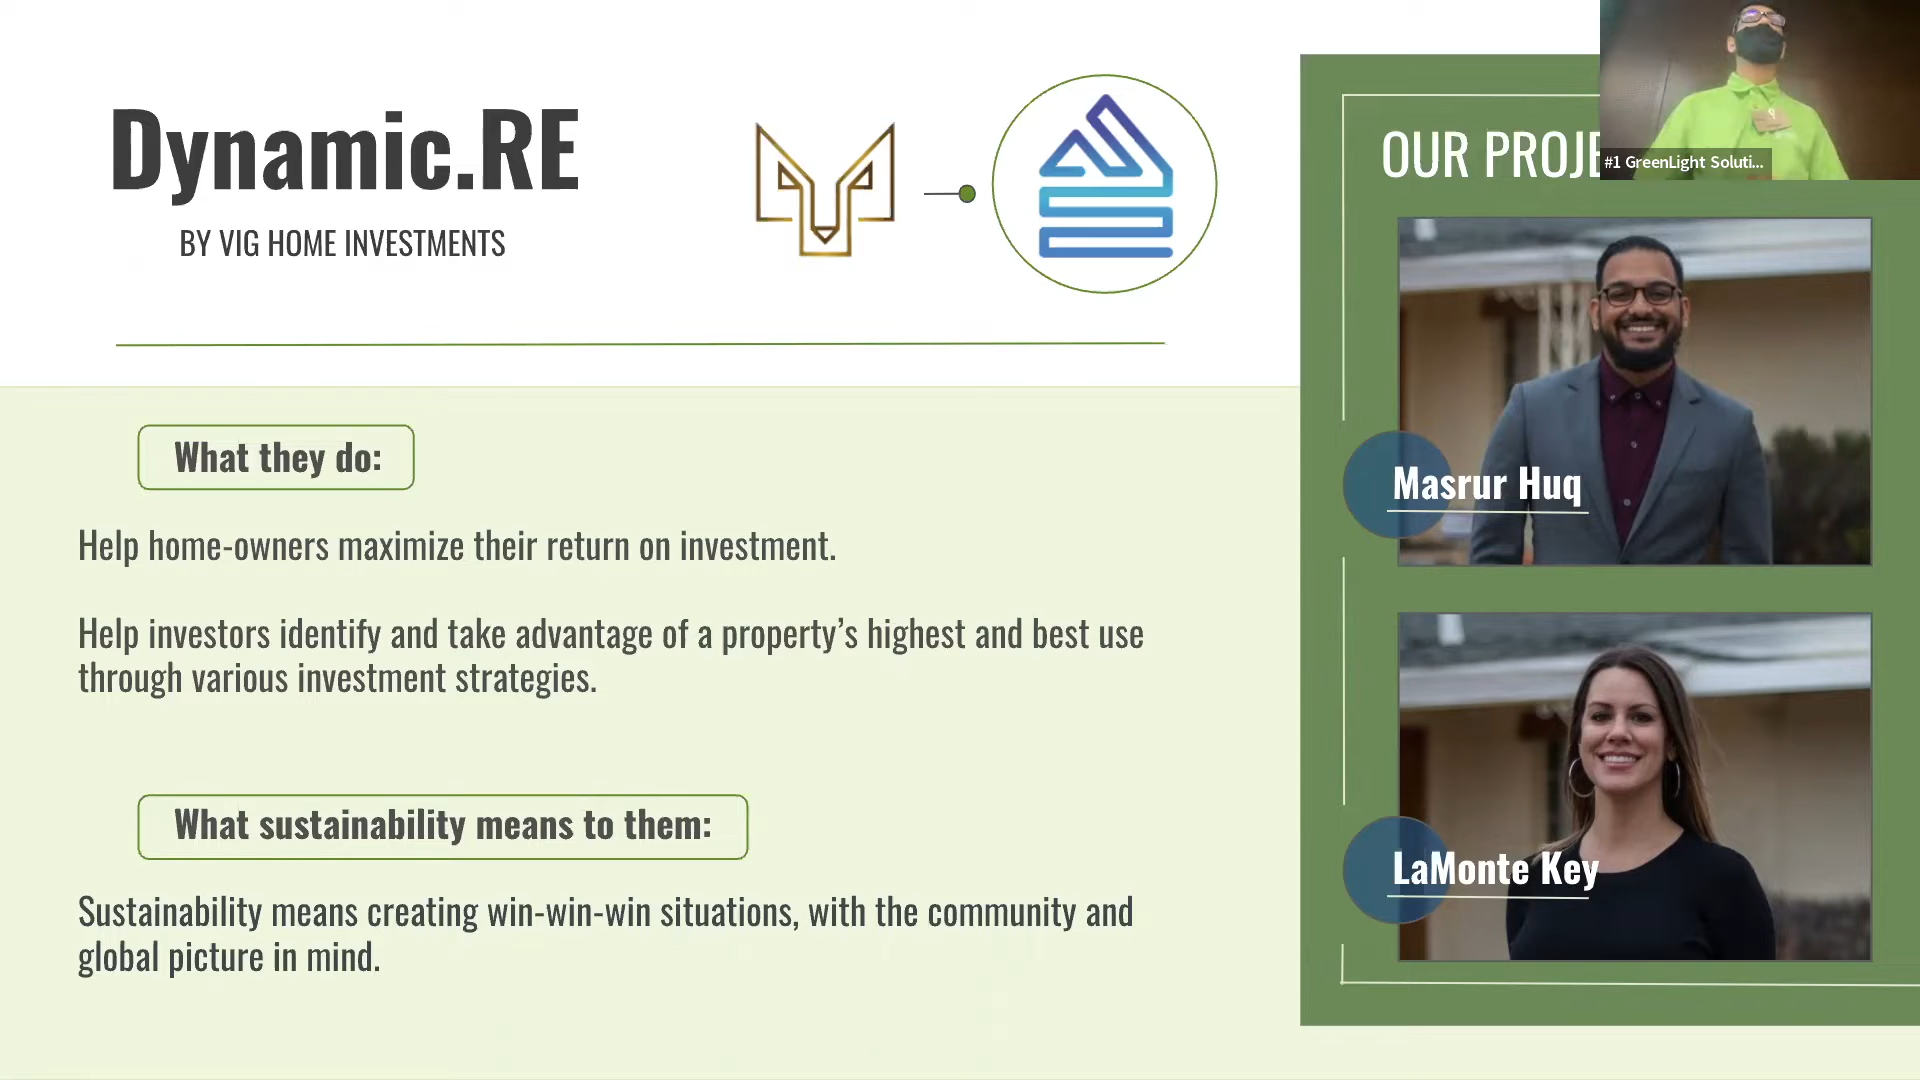 Dynamic.RE
BY VIG HOME INVESTMENTS
What they do:
Help home-owners maximize their return on investment.
Help investors identify and take advantage of a property’s highest and best use
through various investment strategies.
What sustainability means to them:
Sustainability means creating win-win-win situations, with the community and
global picture in mind.
OUR PROJE
#1 GreenLight Soluti...
Masrur Huq
LaMonte Key